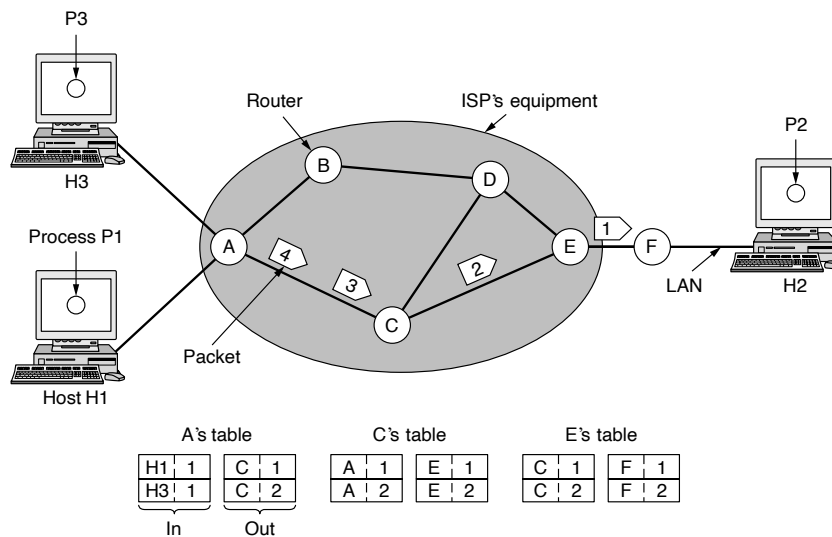 P3
Router
ISP's equipment
P2
B
D
H3
1
A
E
F
Process P1
4
2
3
LAN
H2
C
Packet
Host H1
A's table
C's table
E's table
H1 1 C 1 A 1 E 1 C 1 F 1
H3 1 C 2 A 2 E 2 C 2 F 2
In
Out